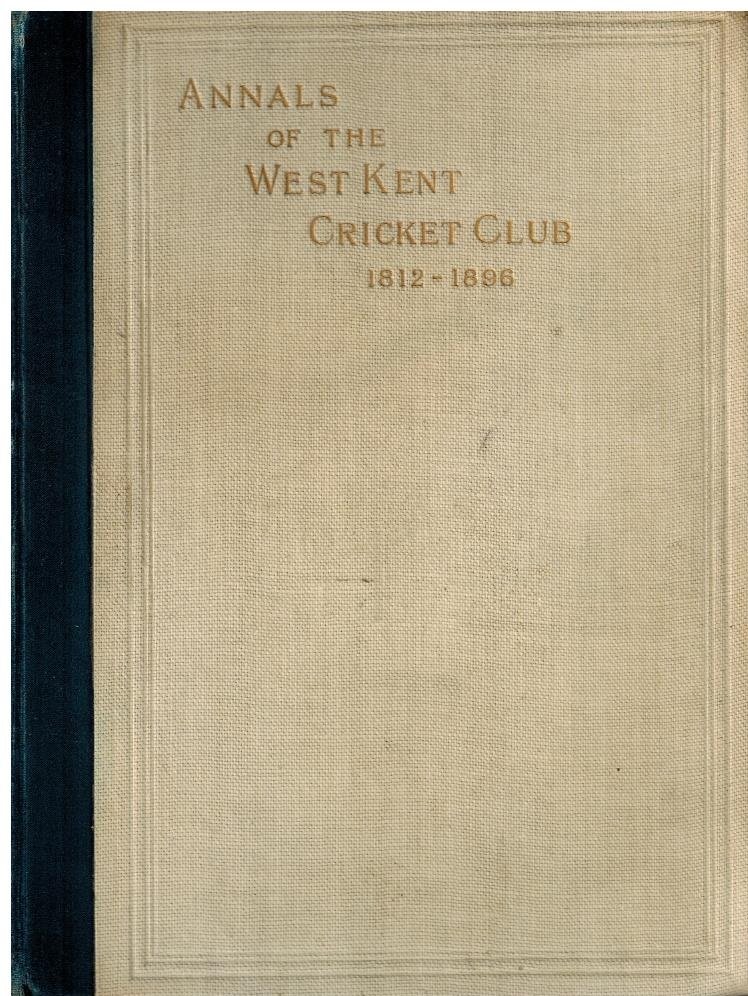 ANNALS
OF THE
WEST KENT
CRICKET CLUB
1812-1896